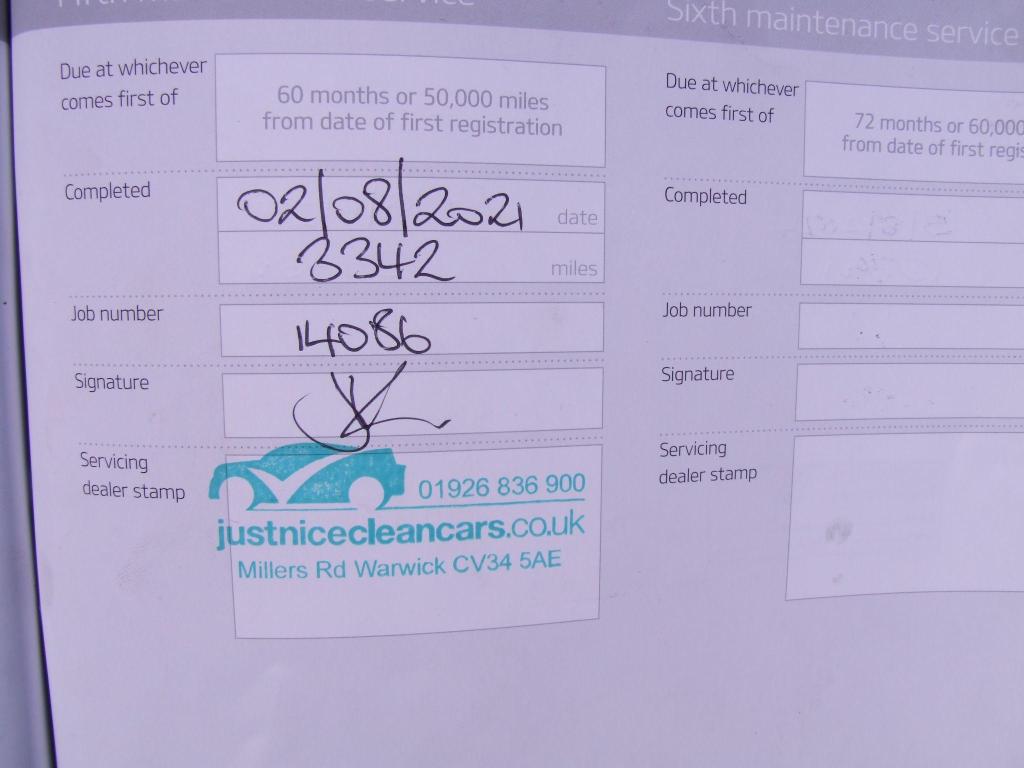 Sixth maintenance service
Due at whichever
comes first of
60 months or 50,000 miles
from date of first registration
Completed
02/08/2021 date
3342 miles
Job number
14086
Signature
Servicing
dealer stamp
01926 836 900
justnicecleancars.co.uk
Millers Rd Warwick CV34 5AE
Due at whichever
comes first of
72 months or 60,000
from date of first regis
Completed
Job number
Signature
Servicing
dealer stamp